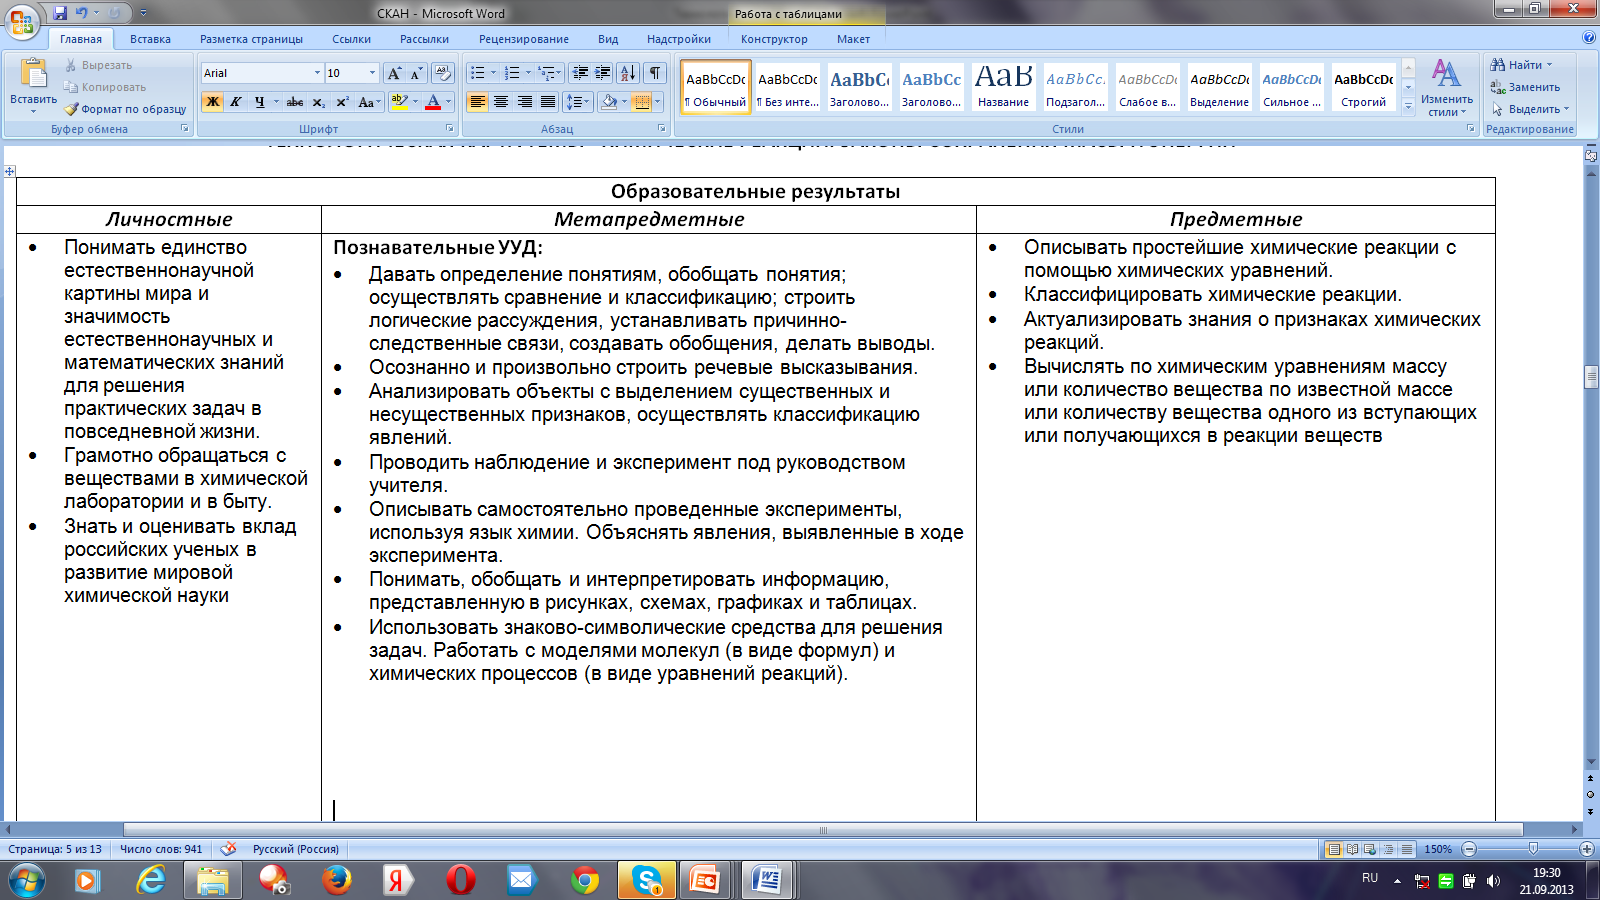 СКАН - Microsoft Word
Работа с таблицами
Главная Вставка Разметка страницы Ссылки Рассылки Рецензирование Вид Надстройки Конструктор Макет
Вставить
Вырезать
Копировать
Формат по образцу
Буфер обмена
Arial 10
Ж К Ч abc x₂ x² Aa
Шрифт
Абзац
AaBbCcDc AaBbCcDc AaBbCc AaBbCc AaB AaBbCc. AaBbCcDc AaBbCcDc AaBbCcDc AaBbCcDc
¶ Обычный ¶ Без инте... Заголово... Заголово... Название Подзагол... Слабое в... Выделение Сильное ... Строгий
Стили
Изменить стили
Найти
Заменить
Выделить
Редактирование
Образовательные результаты
Личностные Метапредметные Предметные
• Понимать единство
естественнонаучной
картины мира и
значимость
естественнонаучных и
математических знаний
для решения
практических задач в
повседневной жизни.
• Грамотно обращаться с
веществами в химической
лаборатории и в быту.
• Знать и оценивать вклад
российских ученых в
развитие мировой
химической науки
Познавательные УУД:
• Давать определение понятиям, обобщать понятия;
осуществлять сравнение и классификацию; строить
логические рассуждения, устанавливать причинно-
следственные связи, создавать обобщения, делать выводы.
• Осознанно и произвольно строить речевые высказывания.
• Анализировать объекты с выделением существенных и
несущественных признаков, осуществлять классификацию
явлений.
• Проводить наблюдение и эксперимент под руководством
учителя.
• Описывать самостоятельно проведенные эксперименты,
используя язык химии. Объяснять явления, выявленные в ходе
эксперимента.
• Понимать, обобщать и интерпретировать информацию,
представленную в рисунках, схемах, графиках и таблицах.
• Использовать знаково-символические средства для решения
задач. Работать с моделями молекул (в виде формул) и
химических процессов (в виде уравнений реакций).
• Описывать простейшие химические реакции с
помощью химических уравнений.
• Классифицировать химические реакции.
• Актуализировать знания о признаках химических
реакций.
• Вычислять по химическим уравнениям массу
или количество вещества по известной массе
или количеству вещества одного из вступающих
или получающихся в реакции веществ
Страница: 5 из 13 Число слов: 941 Русский (Россия) 150%
RU 19:30
21.09.2013